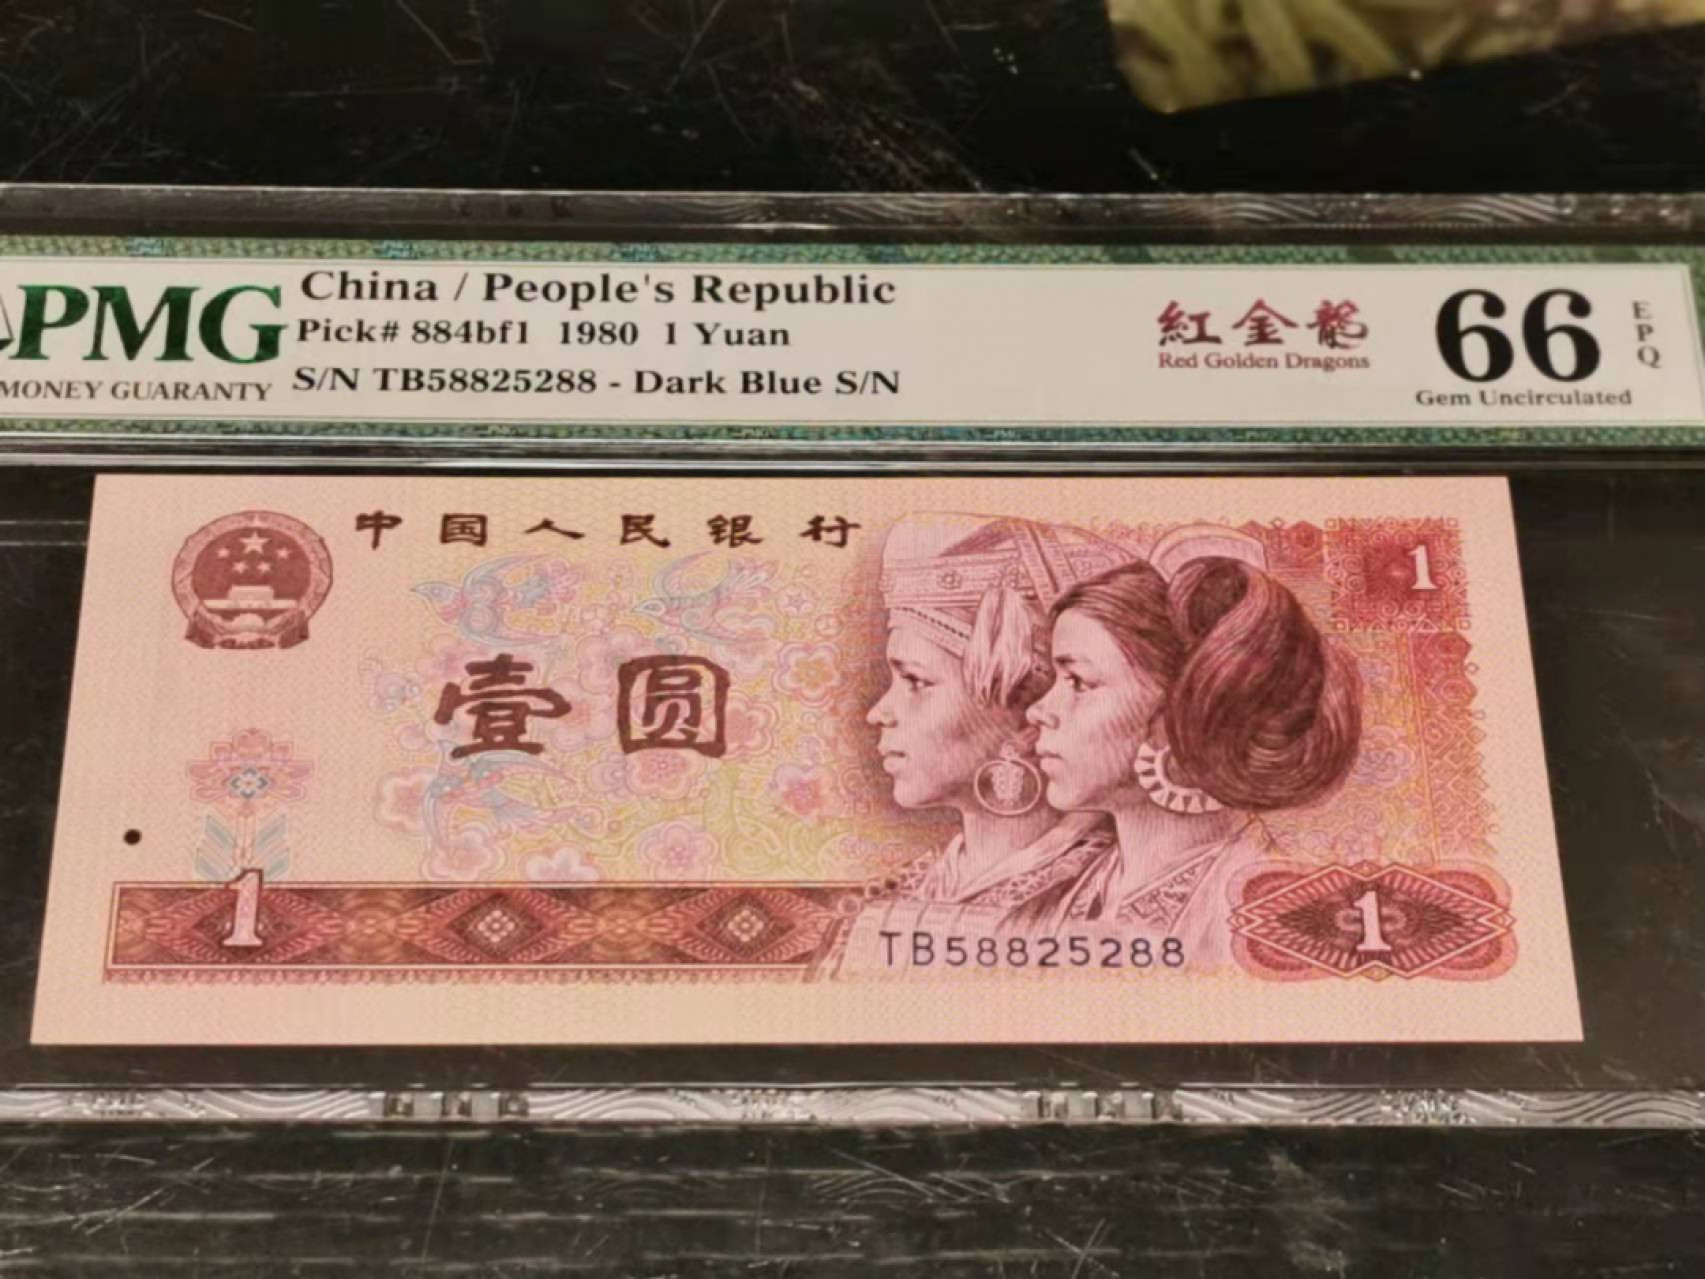 PMG
MONEY GUARANTY
China / People's Republic
Pick# 884bf1 1980 1 Yuan
S/N TB58825288 - Dark Blue S/N
紅金龍
Red Golden Dragons
66
EPQ
Gem Uncirculated
中国人民银行
1
壹圆
1
TB58825288
1